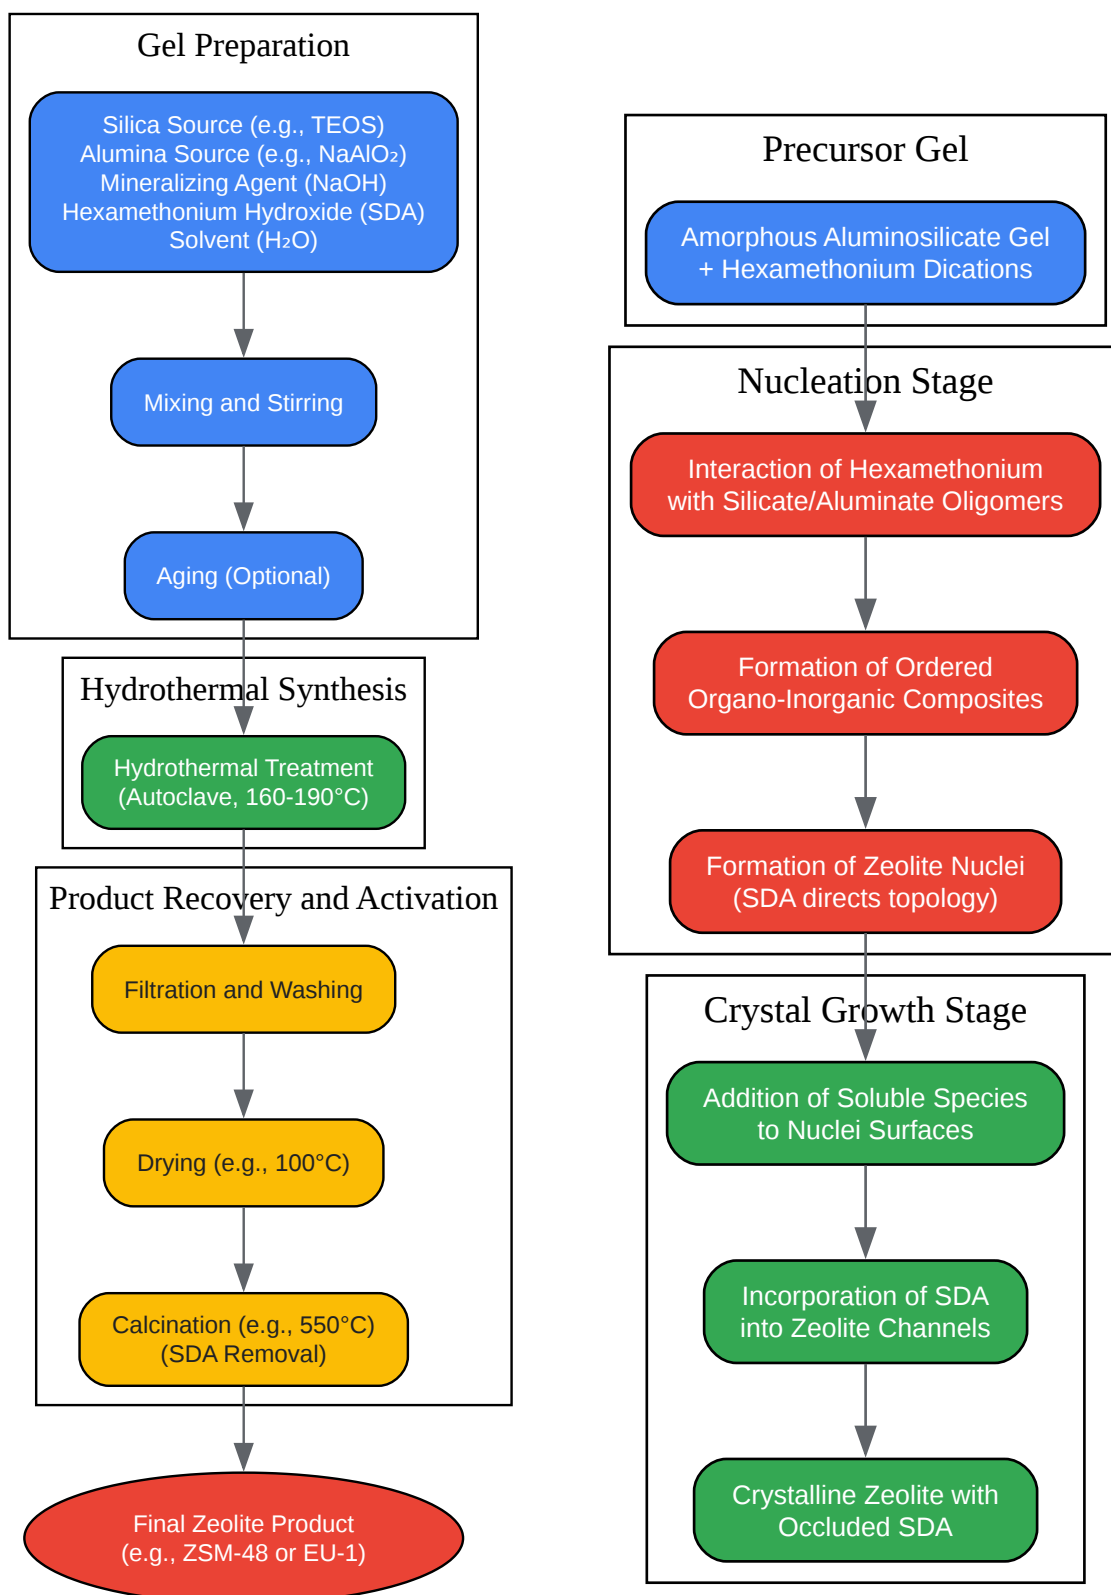 Gel Preparation
Silica Source (e.g., TEOS)
Alumina Source (e.g., NaAlO₂)
Mineralizing Agent (NaOH)
Hexamethonium Hydroxide (SDA)
Solvent (H₂O)
Mixing and Stirring
Aging (Optional)
Hydrothermal Synthesis
Hydrothermal Treatment
(Autoclave, 160-190°C)
Product Recovery and Activation
Filtration and Washing
Drying (e.g., 100°C)
Calcination (e.g., 550°C)
(SDA Removal)
Final Zeolite Product
(e.g., ZSM-48 or EU-1)
Precursor Gel
Amorphous Aluminosilicate Gel
+ Hexamethonium Dications
Nucleation Stage
Interaction of Hexamethonium
with Silicate/Aluminate Oligomers
Formation of Ordered
Organo-Inorganic Composites
Formation of Zeolite Nuclei
(SDA directs topology)
Crystal Growth Stage
Addition of Soluble Species
to Nuclei Surfaces
Incorporation of SDA
into Zeolite Channels
Crystalline Zeolite with
Occluded SDA